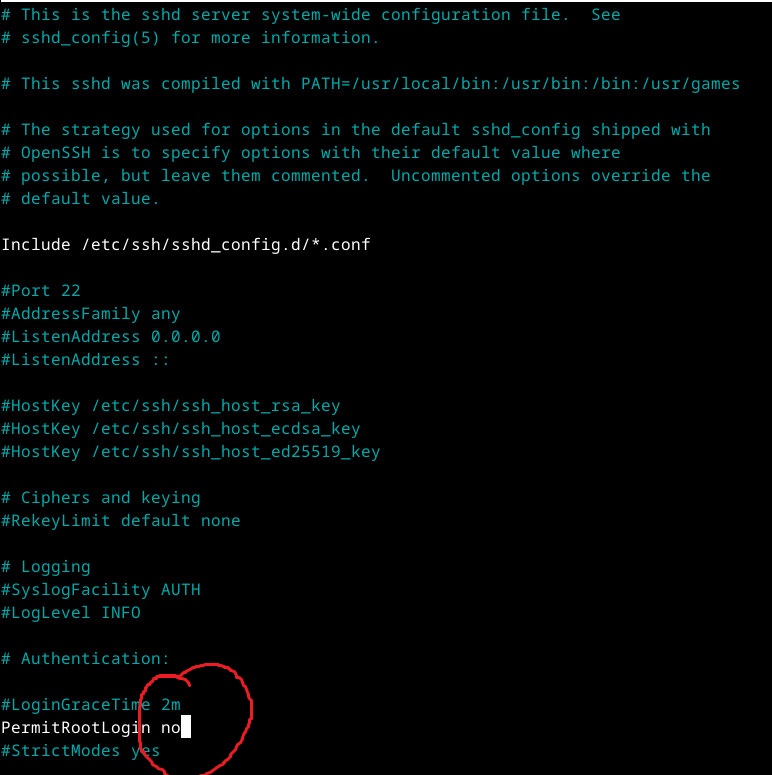 # This is the sshd server system-wide configuration file.  See
# sshd_config(5) for more information.
# This sshd was compiled with PATH=/usr/local/bin:/usr/bin:/bin:/usr/games
# The strategy used for options in the default sshd_config shipped with
# OpenSSH is to specify options with their default value where
# possible, but leave them commented.  Uncommented options override the
# default value.
Include /etc/ssh/sshd_config.d/*.conf
#Port 22
#AddressFamily any
#ListenAddress 0.0.0.0
#ListenAddress ::
#HostKey /etc/ssh/ssh_host_rsa_key
#HostKey /etc/ssh/ssh_host_ecdsa_key
#HostKey /etc/ssh/ssh_host_ed25519_key
# Ciphers and keying
#RekeyLimit default none
# Logging
#SyslogFacility AUTH
#LogLevel INFO
# Authentication:
#LoginGraceTime 2m
PermitRootLogin no
#StrictModes yes